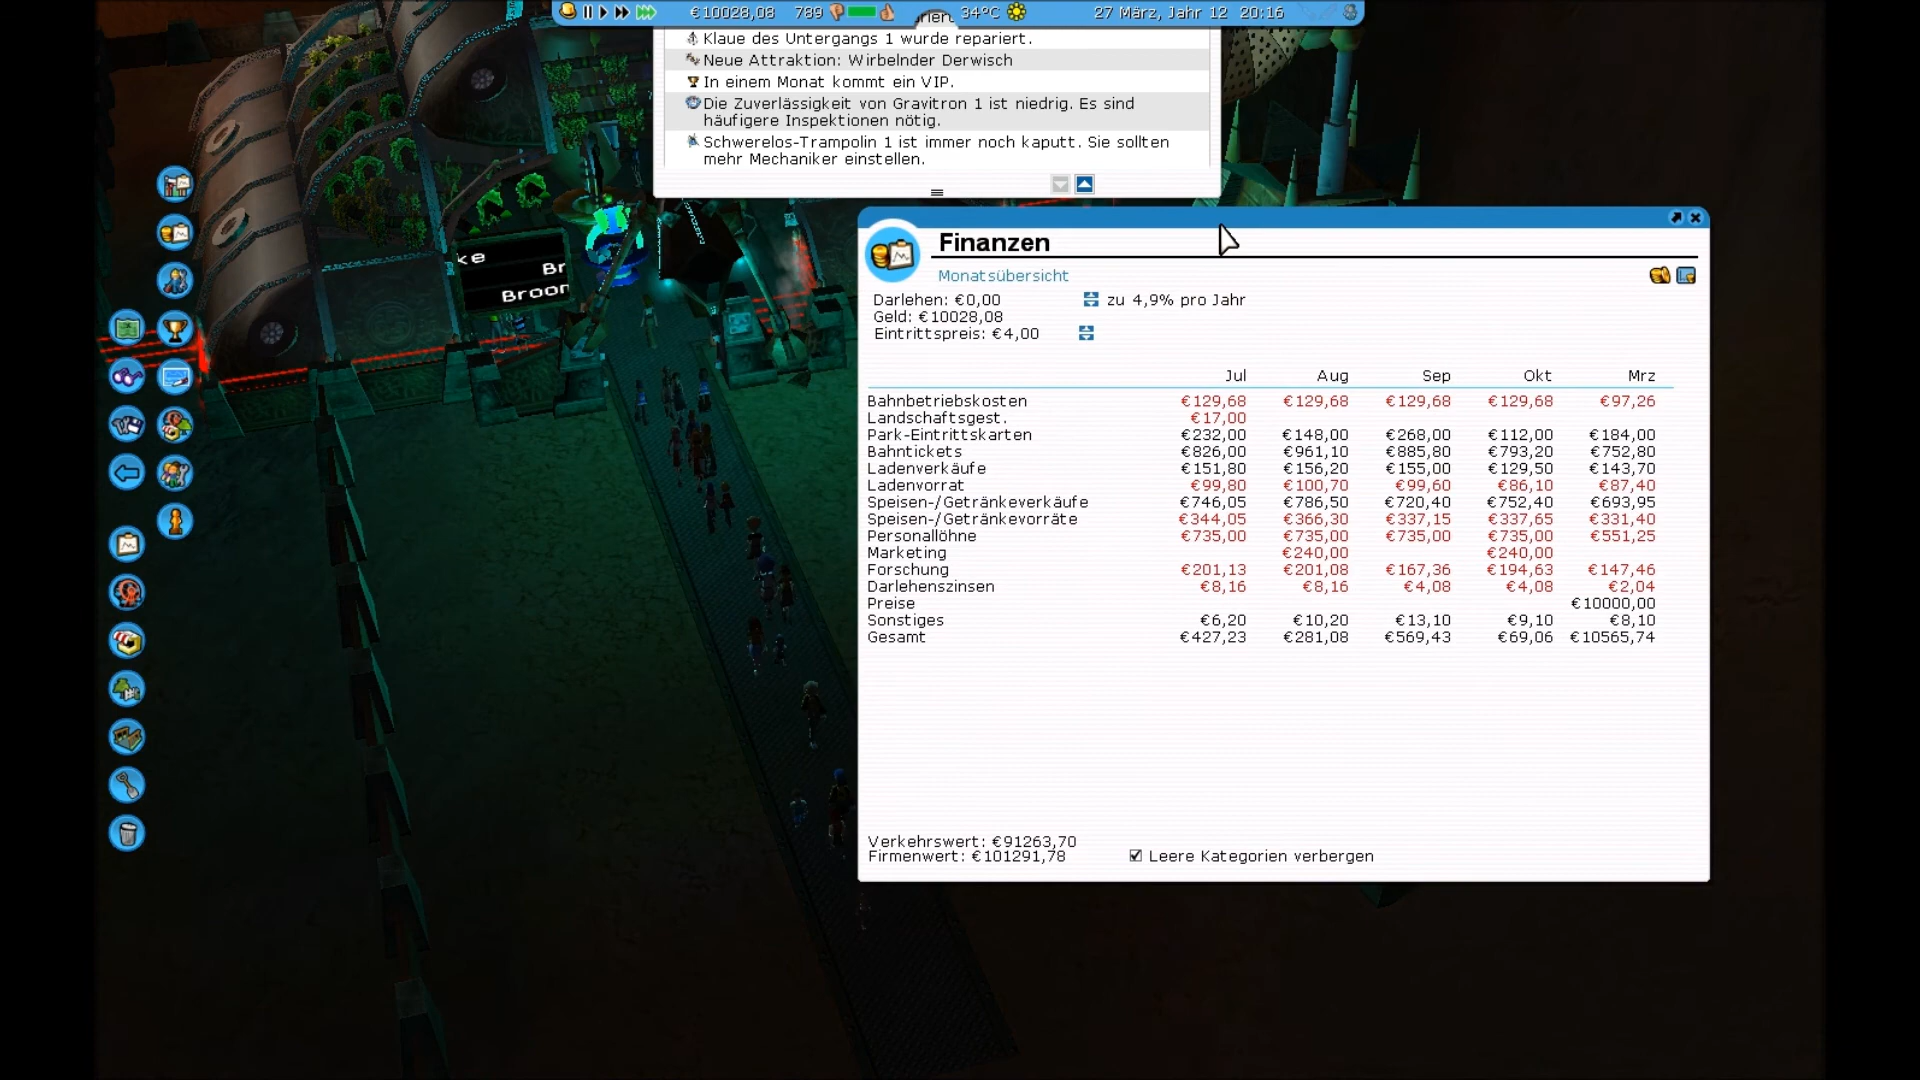 €10028,08 789 34°C 27 März, Jahr 12 20:16
Klaue des Untergangs 1 wurde repariert.
Neue Attraktion: Wirbelnder Derwisch
In einem Monat kommt ein VIP.
Die Zuverlässigkeit von Gravitron 1 ist niedrig. Es sind
häufigere Inspektionen nötig.
Schwerelos-Trampolin 1 ist immer noch kaputt. Sie sollten
mehr Mechaniker einstellen.
ke
Br
Broom
Finanzen
Monatsübersicht
Darlehen: €0,00 zu 4,9% pro Jahr
Geld: €10028,08
Eintrittspreis: €4,00
Jul Aug Sep Okt Mrz
Bahnbetriebskosten €129,68 €129,68 €129,68 €129,68 €97,26
Landschaftsgest. €17,00
Park-Eintrittskarten €232,00 €148,00 €268,00 €112,00 €184,00
Bahntickets €826,00 €961,10 €885,80 €793,20 €752,80
Ladenverkäufe €151,80 €156,20 €155,00 €129,50 €143,70
Ladenvorrat €99,80 €100,70 €99,60 €86,10 €87,40
Speisen-/Getränkeverkäufe €746,05 €786,50 €720,40 €752,40 €693,95
Speisen-/Getränkevorräte €344,05 €366,30 €337,15 €337,65 €331,40
Personallöhne €735,00 €735,00 €735,00 €735,00 €551,25
Marketing €240,00 €240,00
Forschung €201,13 €201,08 €167,36 €194,63 €147,46
Darlehenszinsen €8,16 €8,16 €4,08 €4,08 €2,04
Preise €10000,00
Sonstiges €6,20 €10,20 €13,10 €9,10 €8,10
Gesamt €427,23 €281,08 €569,43 €69,06 €10565,74
Verkehrswert: €91263,70
Firmenwert: €101291,78 Leere Kategorien verbergen